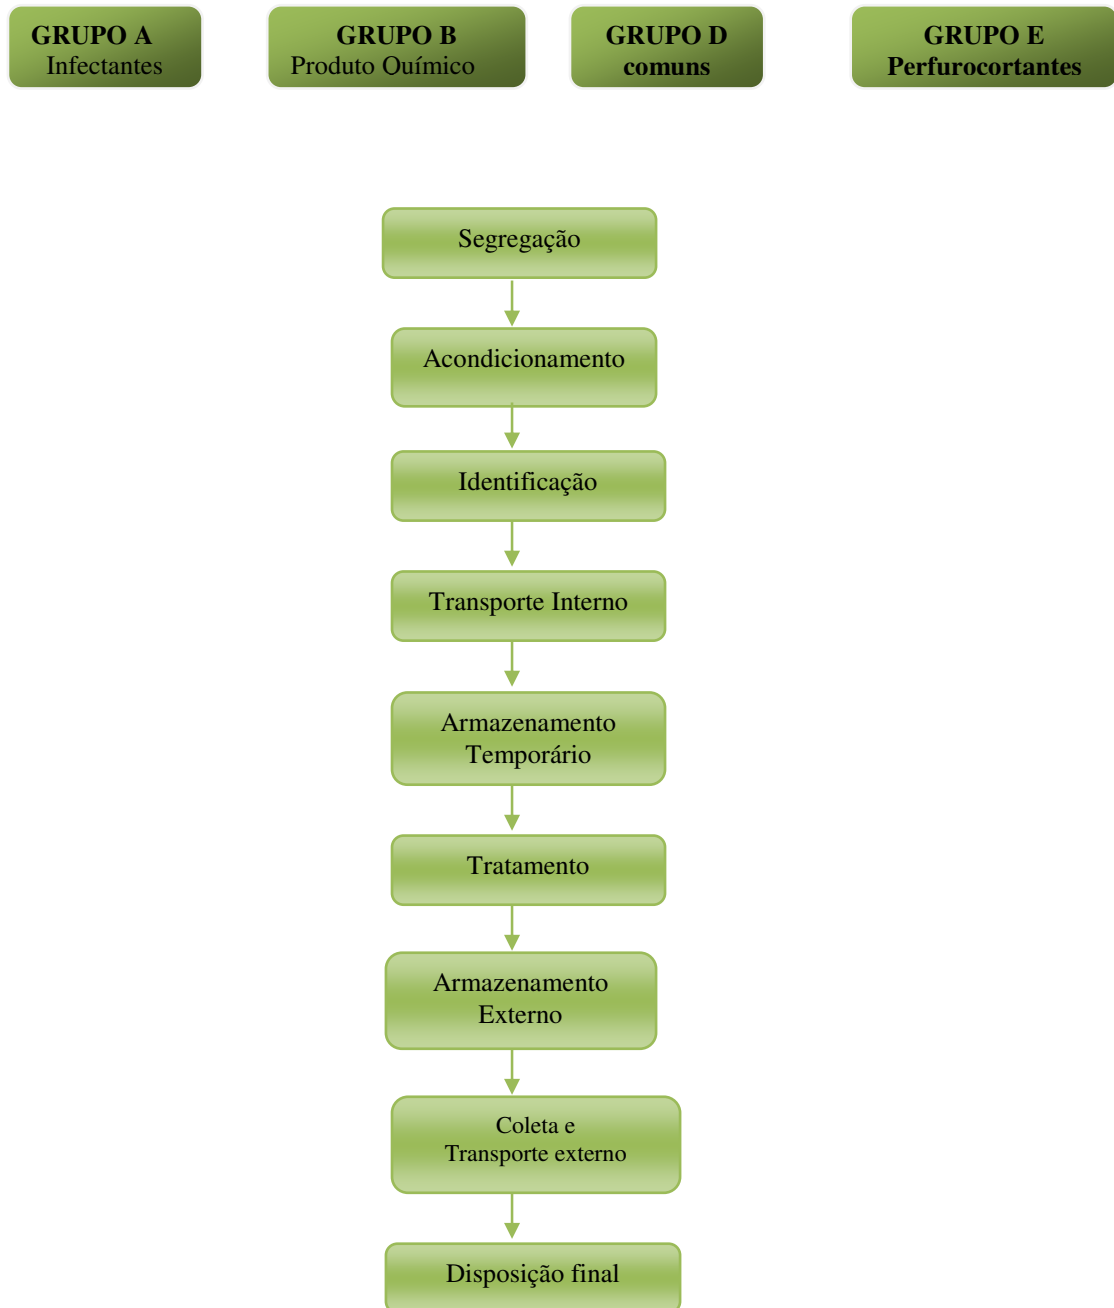 GRUPO A
Infectantes
GRUPO B
Produto Químico
GRUPO D
comuns
GRUPO E
Perfurocortantes
Segregação
Acondicionamento
Identificação
Transporte Interno
Armazenamento
Temporário
Tratamento
Armazenamento
Externo
Coleta e
Transporte externo
Disposição final